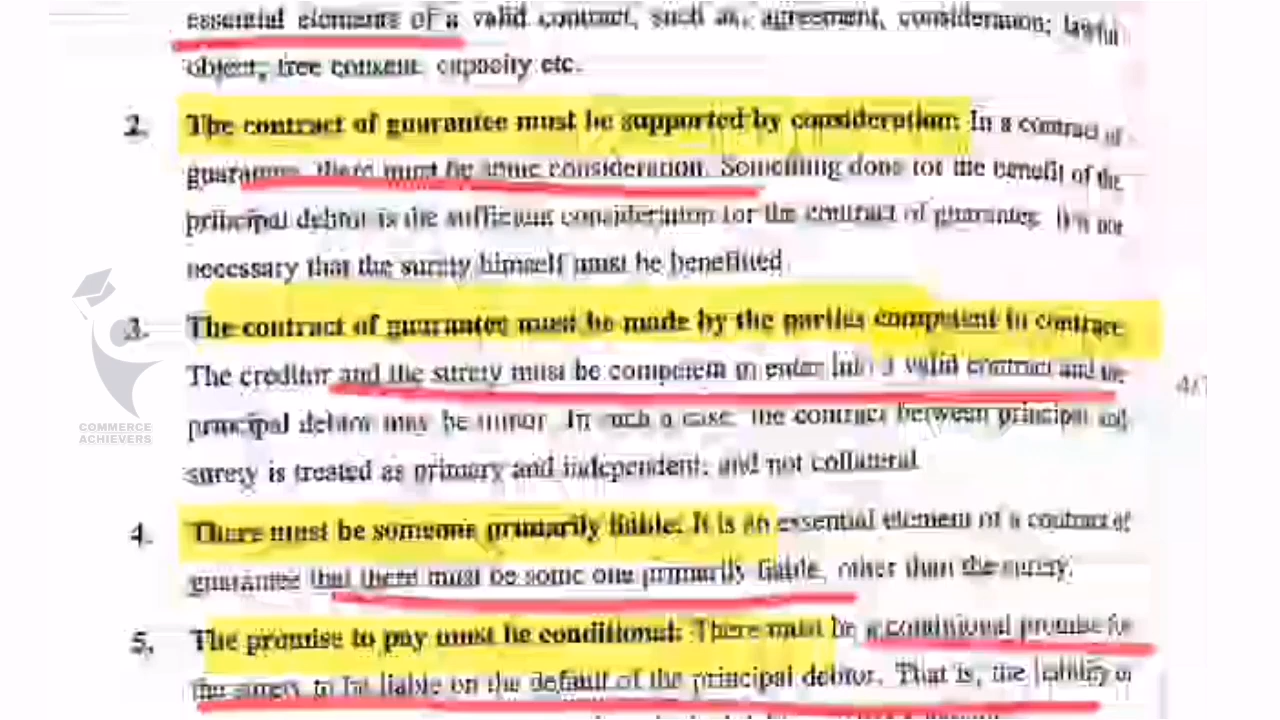 essential elements of a valid contract, such as, agreement, consideration, lawful
object, free consent, capacity etc.
2. The contract of guarantee must be supported by consideration: In a contract of
guarantee, there must be some consideration. Something done for the benefit of the
principal debtor is the sufficient consideration for the contract of guarantee. It is not
necessary that the surety himself must be benefitted.
3. The contract of guarantee must be made by the parties competent to contract:
The creditor and the surety must be competent to enter into a valid contract and the
principal debtor may be minor. In such a case, the contract between principal and
surety is treated as primary and independent; and not collateral.
4. There must be someone primarily liable: It is an essential element of a contract of
guarantee that there must be some one primarily liable, other than the surety.
5. The promise to pay must be conditional: There must be a conditional promise for
the surety to be liable on the default of the principal debtor. That is, the liability of
COMMERCE
ACHIEVERS